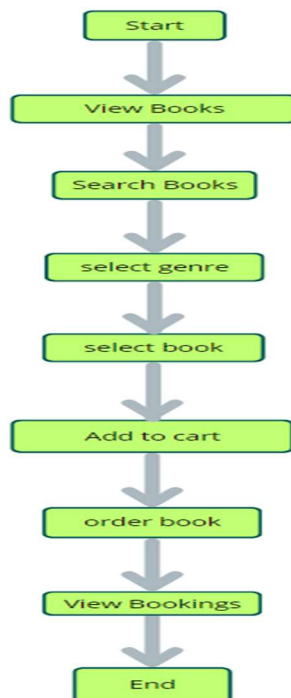 Start
View Books
Search Books
select genre
select book
Add to cart
order book
View Bookings
End